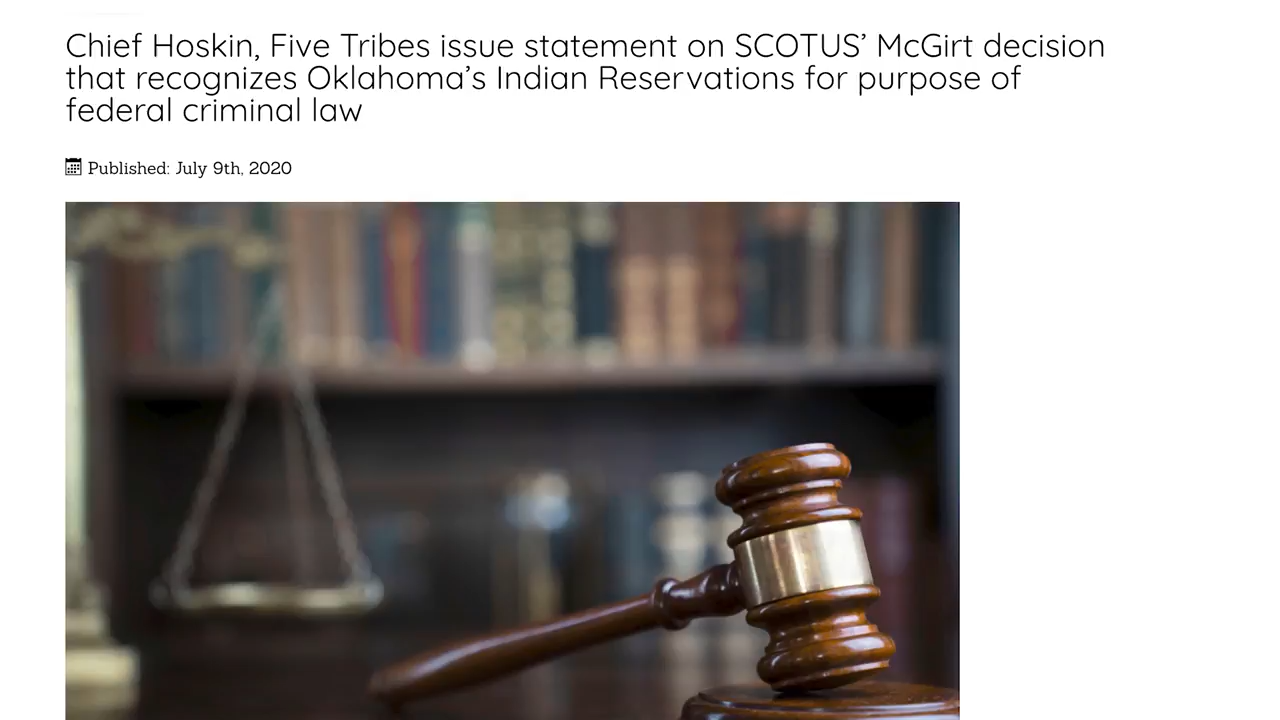 Chief Hoskin, Five Tribes issue statement on SCOTUS’ McGirt decision
that recognizes Oklahoma’s Indian Reservations for purpose of
federal criminal law
Published: July 9th, 2020